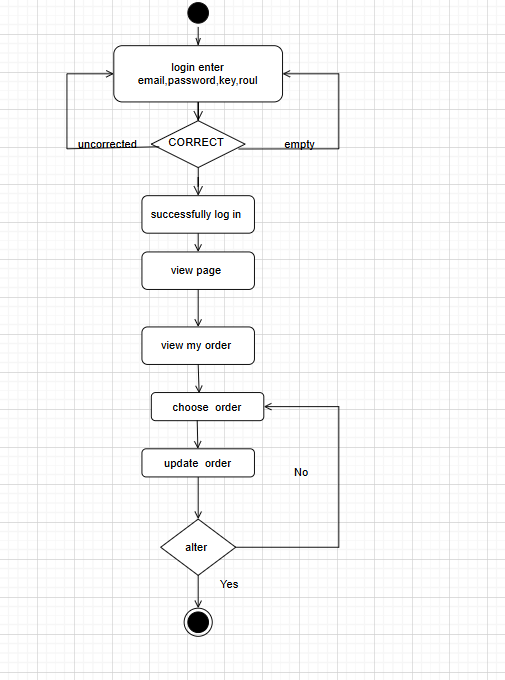 login enter
email,password,key,roul
CORRECT
uncorrected
empty
successfully log in
view page
view my order
choose order
update order
No
alter
Yes